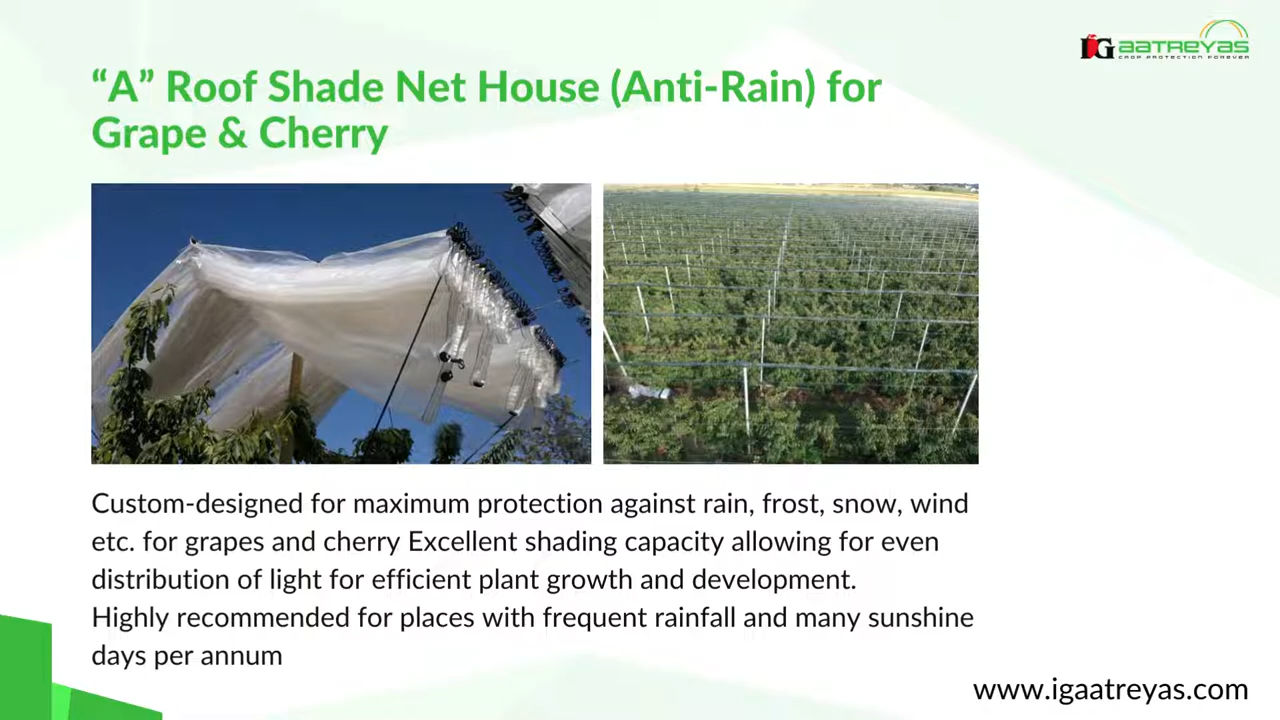 IG AATREYAS
CROP PROTECTION FOREVER
“A” Roof Shade Net House (Anti-Rain) for
Grape & Cherry
Custom-designed for maximum protection against rain, frost, snow, wind
etc. for grapes and cherry Excellent shading capacity allowing for even
distribution of light for efficient plant growth and development.
Highly recommended for places with frequent rainfall and many sunshine
days per annum
www.igaatreyas.com